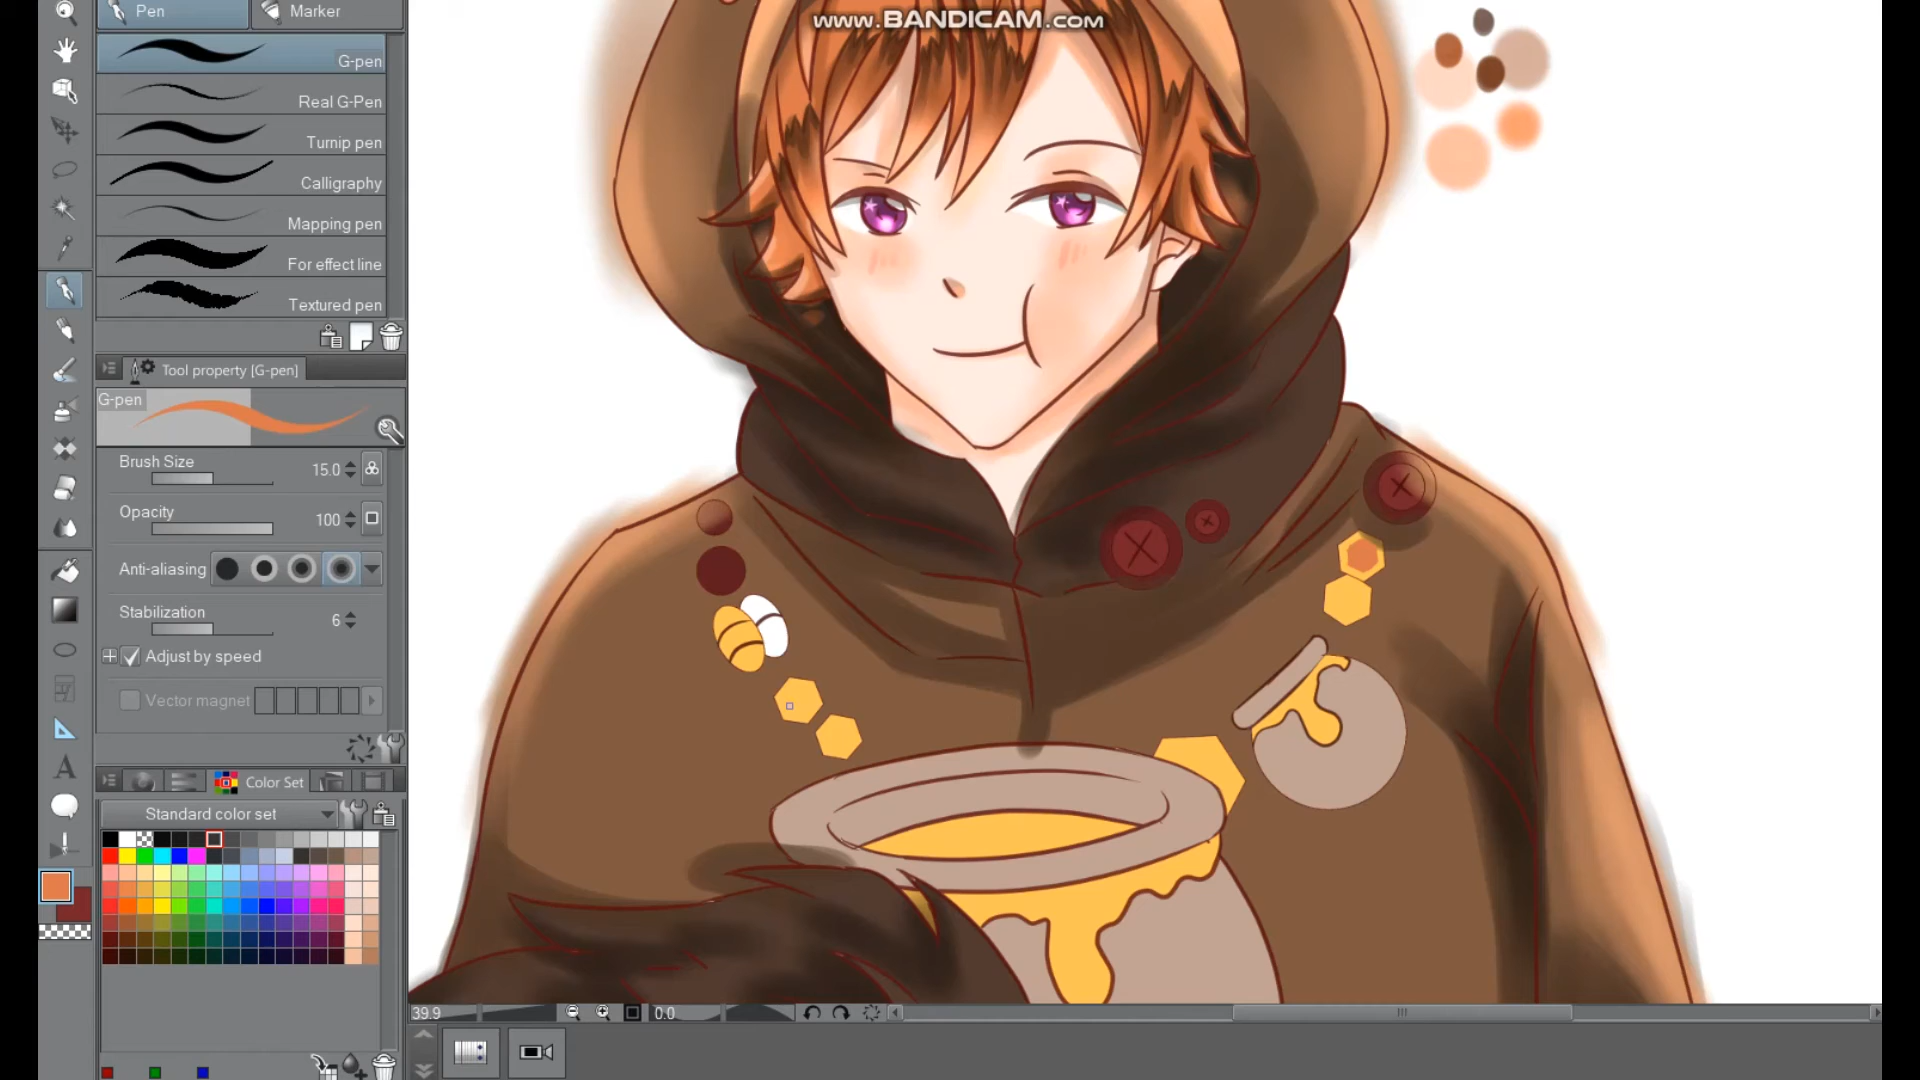 www.BANDICAM.com
Pen
Marker
G-pen
Real G-Pen
Turnip pen
Calligraphy
Mapping pen
For effect line
Textured pen
Tool property [G-pen]
G-pen
Brush Size
15.0
Opacity
100
Anti-aliasing
Stabilization
6
Adjust by speed
Vector magnet
Color Set
Standard color set
39.9
0.0